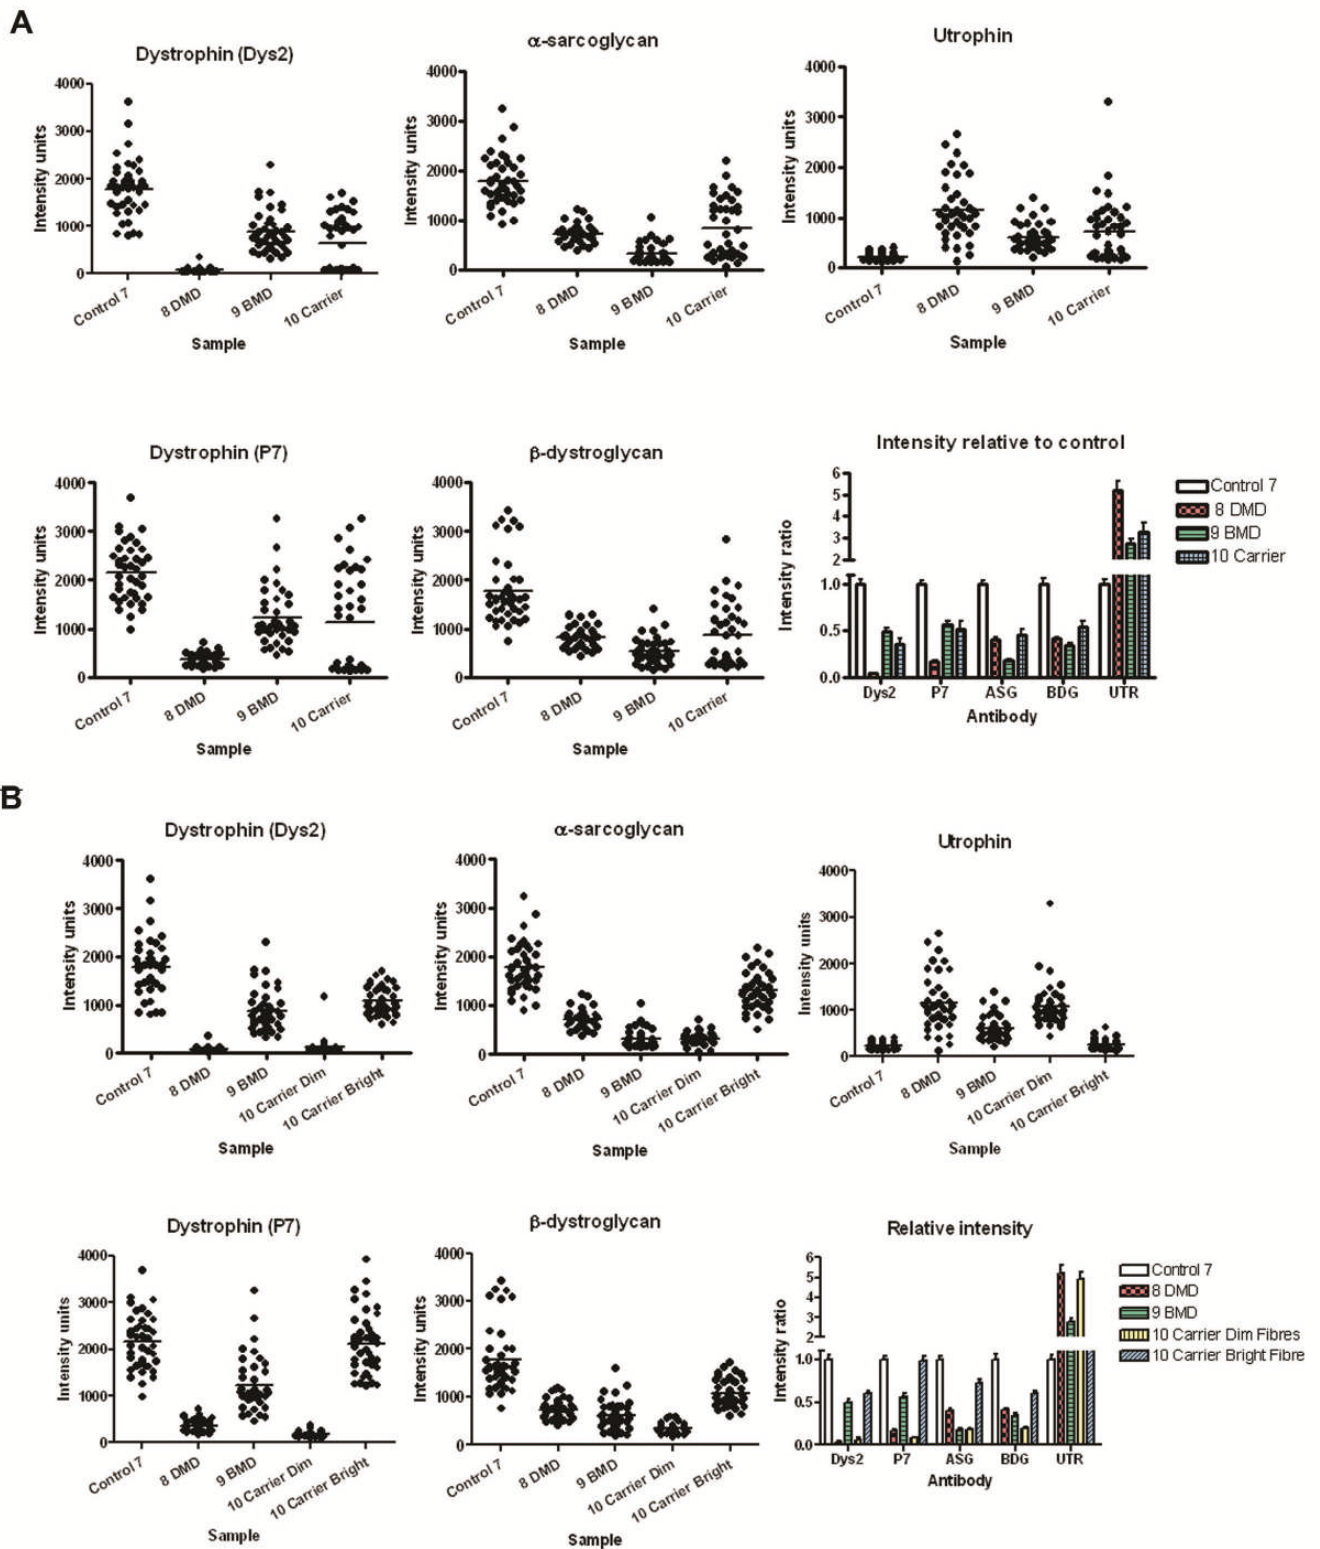 A
Dystrophin (Dys2)
Intensity units
4000
3000
2000
1000
0
Control 7
8 DMD
9 BMD
10 Carrier
Sample
α-sarcoglycan
Intensity units
4000
3000
2000
1000
0
Control 7
8 DMD
9 BMD
10 Carrier
Sample
Utrophin
Intensity units
4000
3000
2000
1000
0
Control 7
8 DMD
9 BMD
10 Carrier
Sample
Dystrophin (P7)
Intensity units
4000
3000
2000
1000
0
Control 7
8 DMD
9 BMD
10 Carrier
Sample
β-dystroglycan
Intensity units
4000
3000
2000
1000
0
Control 7
8 DMD
9 BMD
10 Carrier
Sample
Intensity relative to control
Intensity ratio
6
5
4
3
2
1.0
0.5
0.0
Dys2
P7
ASG
BDG
UTR
Antibody
Control 7
8 DMD
9 BMD
10 Carrier
B
Dystrophin (Dys2)
Intensity units
4000
3000
2000
1000
0
Control 7
8 DMD
9 BMD
10 Carrier Dim
10 Carrier Bright
Sample
α-sarcoglycan
Intensity units
4000
3000
2000
1000
0
Control 7
8 DMD
9 BMD
10 Carrier Dim
10 Carrier Bright
Sample
Utrophin
Intensity units
4000
3000
2000
1000
0
Control 7
8 DMD
9 BMD
10 Carrier Dim
10 Carrier Bright
Sample
Dystrophin (P7)
Intensity units
4000
3000
2000
1000
0
Control 7
8 DMD
9 BMD
10 Carrier Dim
10 Carrier Bright
Sample
β-dystroglycan
Intensity units
4000
3000
2000
1000
0
Control 7
8 DMD
9 BMD
10 Carrier Dim
10 Carrier Bright
Sample
Relative intensity
Intensity ratio
6
5
4
3
2
1.0
0.5
0.0
Dys2
P7
ASG
BDG
UTR
Antibody
Control 7
8 DMD
9 BMD
10 Carrier Dim Fibres
10 Carrier Bright Fibre